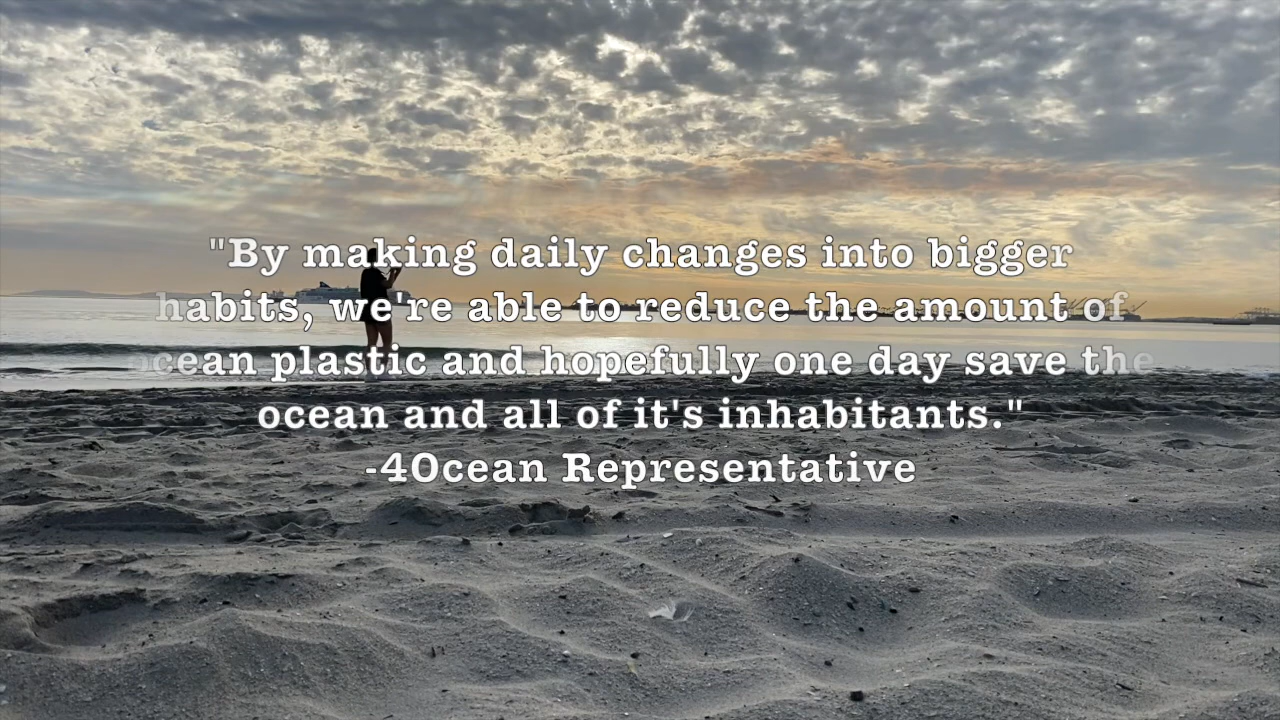 "By making daily changes into bigger
habits, we're able to reduce the amount of
ocean plastic and hopefully one day save the
ocean and all of it's inhabitants."
-4Ocean Representative